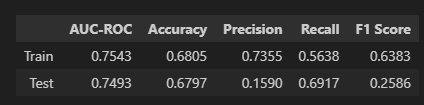 AUC-ROC Accuracy Precision Recall F1 Score
Train 0.7543 0.6805 0.7355 0.5638 0.6383
Test 0.7493 0.6797 0.1590 0.6917 0.2586